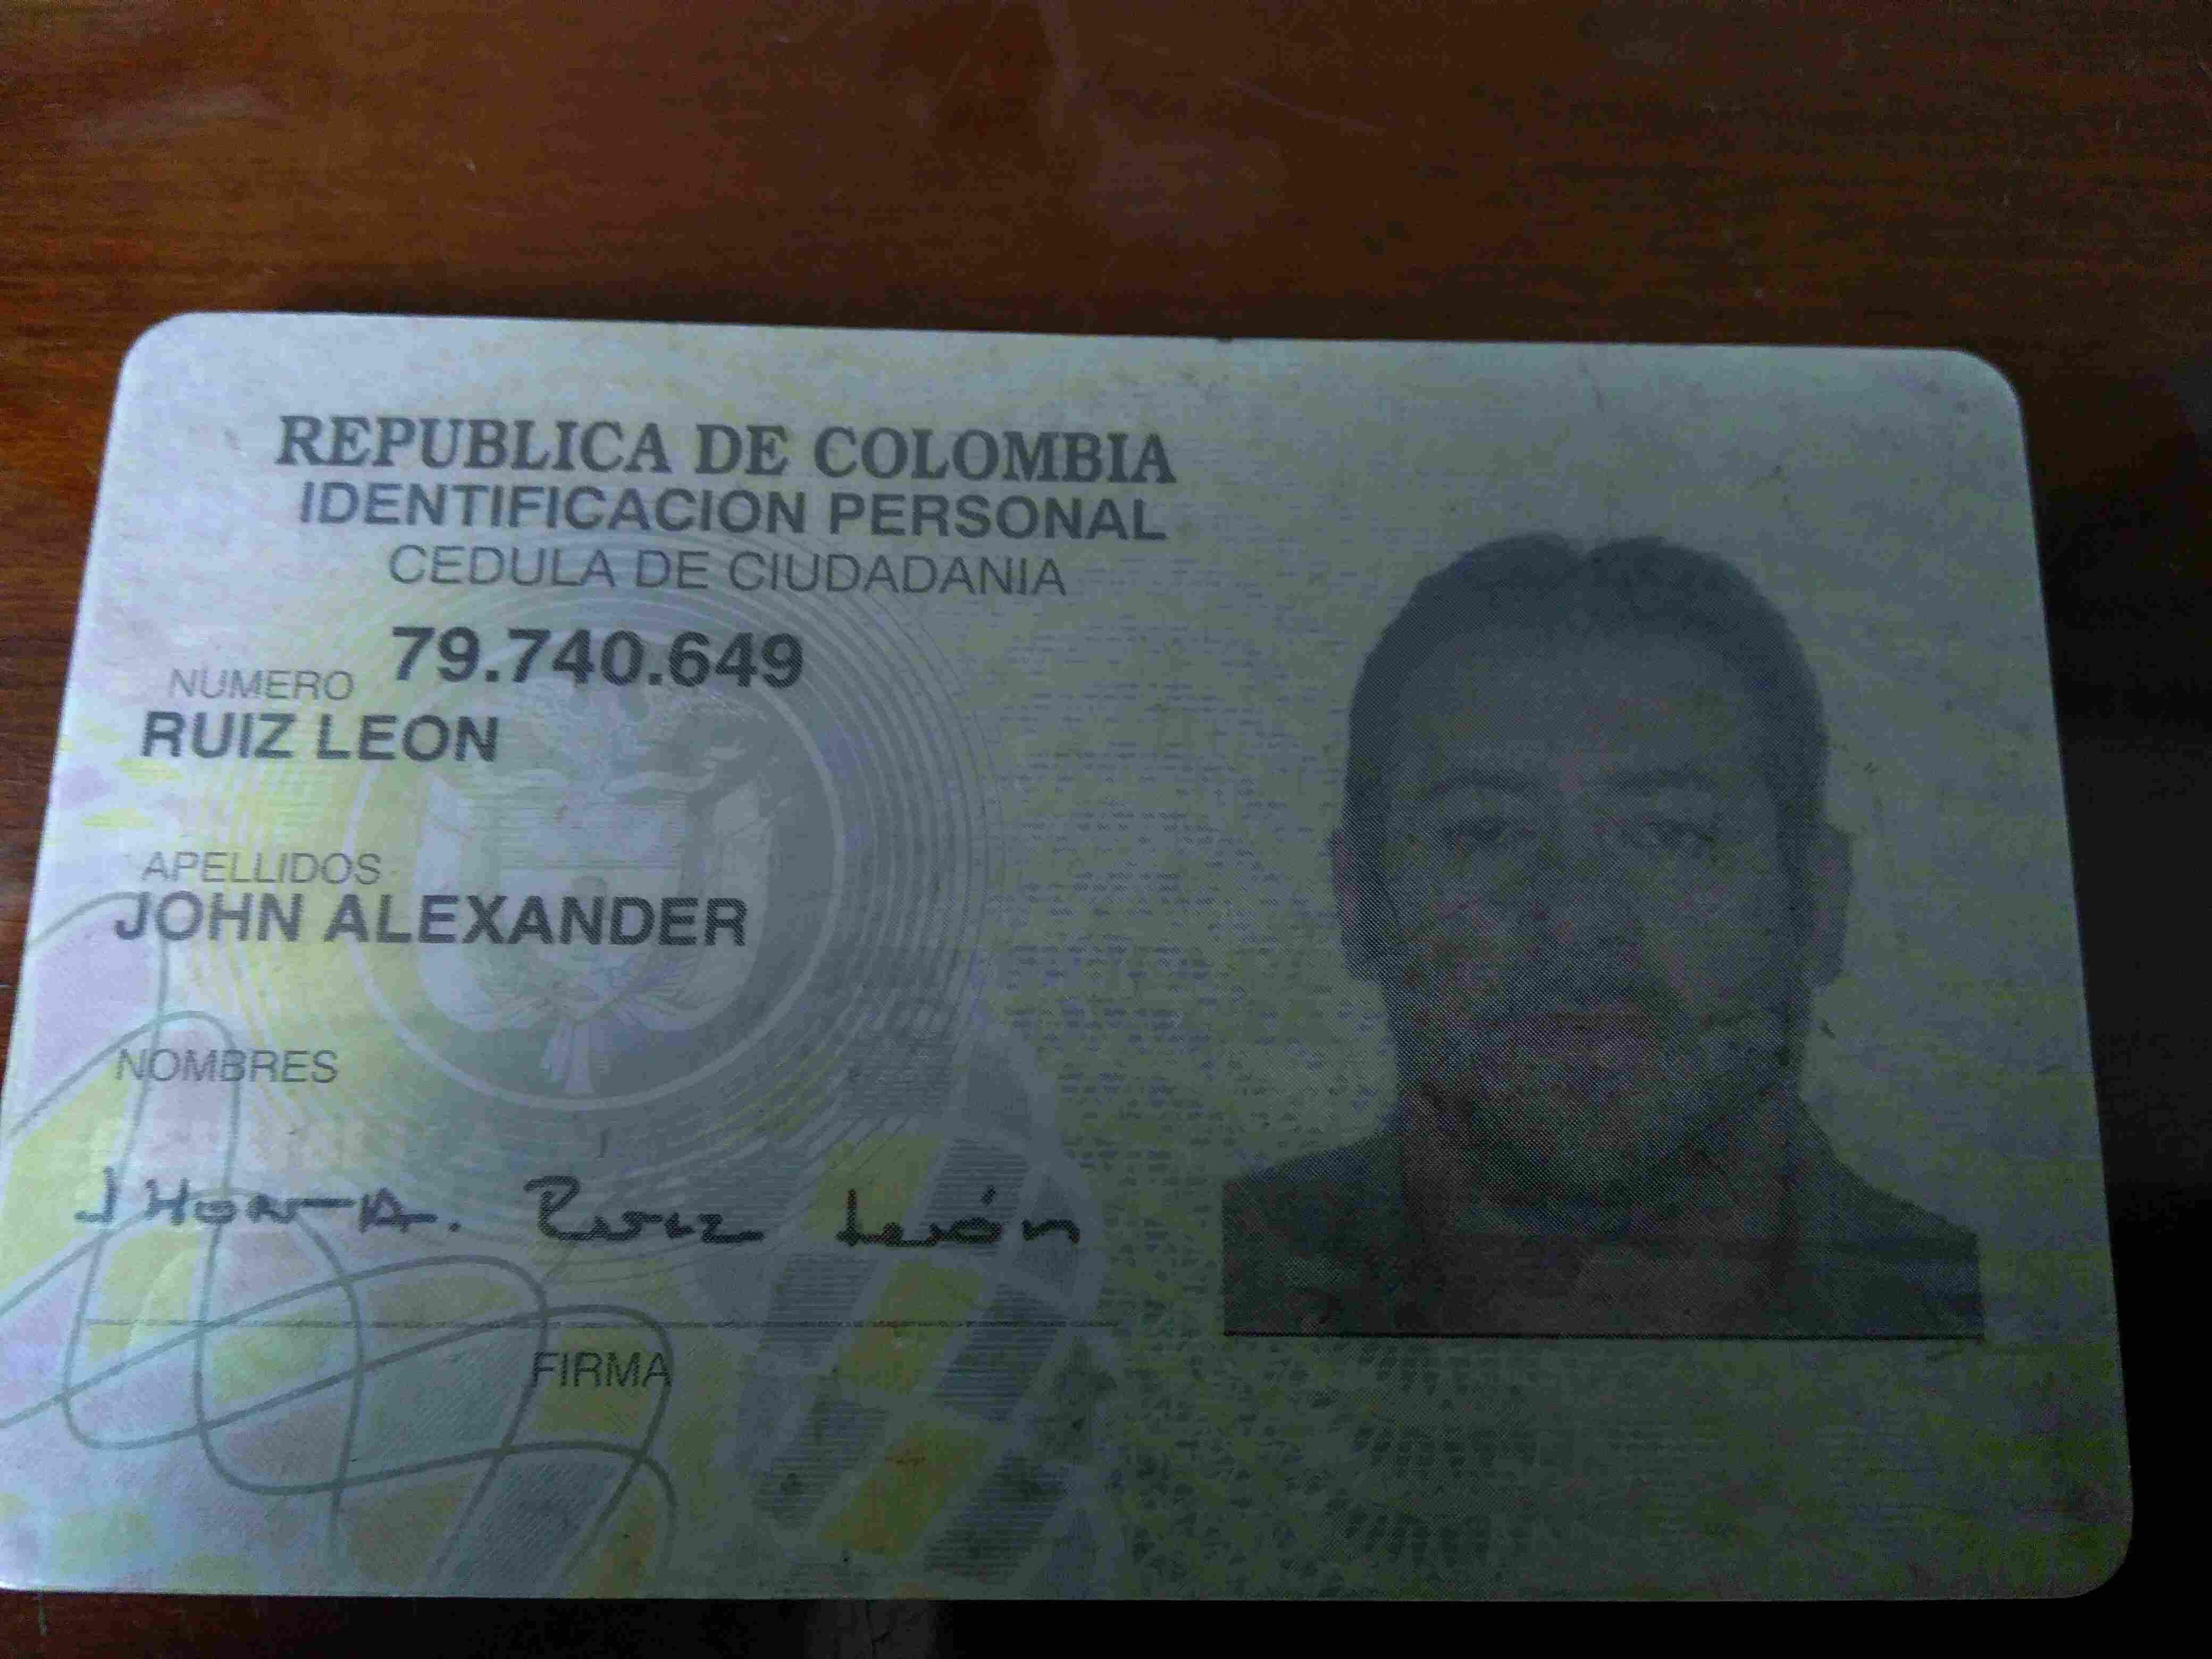 REPUBLICA DE COLOMBIA
IDENTIFICACION PERSONAL
CEDULA DE CIUDADANIA
NUMERO 79.740.649
RUIZ LEON
APELLIDOS
JOHN ALEXANDER
NOMBRES
JHON A. Ruiz León
FIRMA